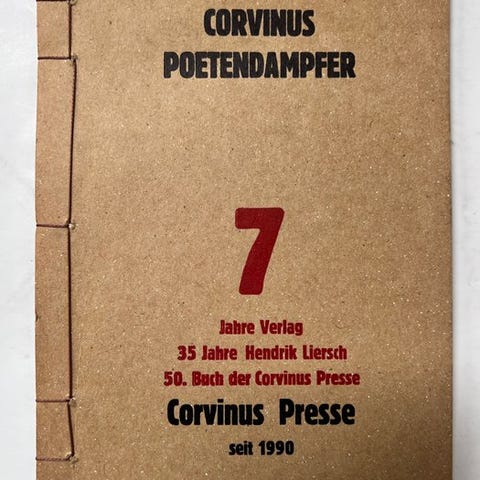 CORVINUS
POETENDAMPFER
7
Jahre Verlag
35 Jahre Hendrik Liersch
50. Buch der Corvinus Presse
Corvinus Presse
seit 1990